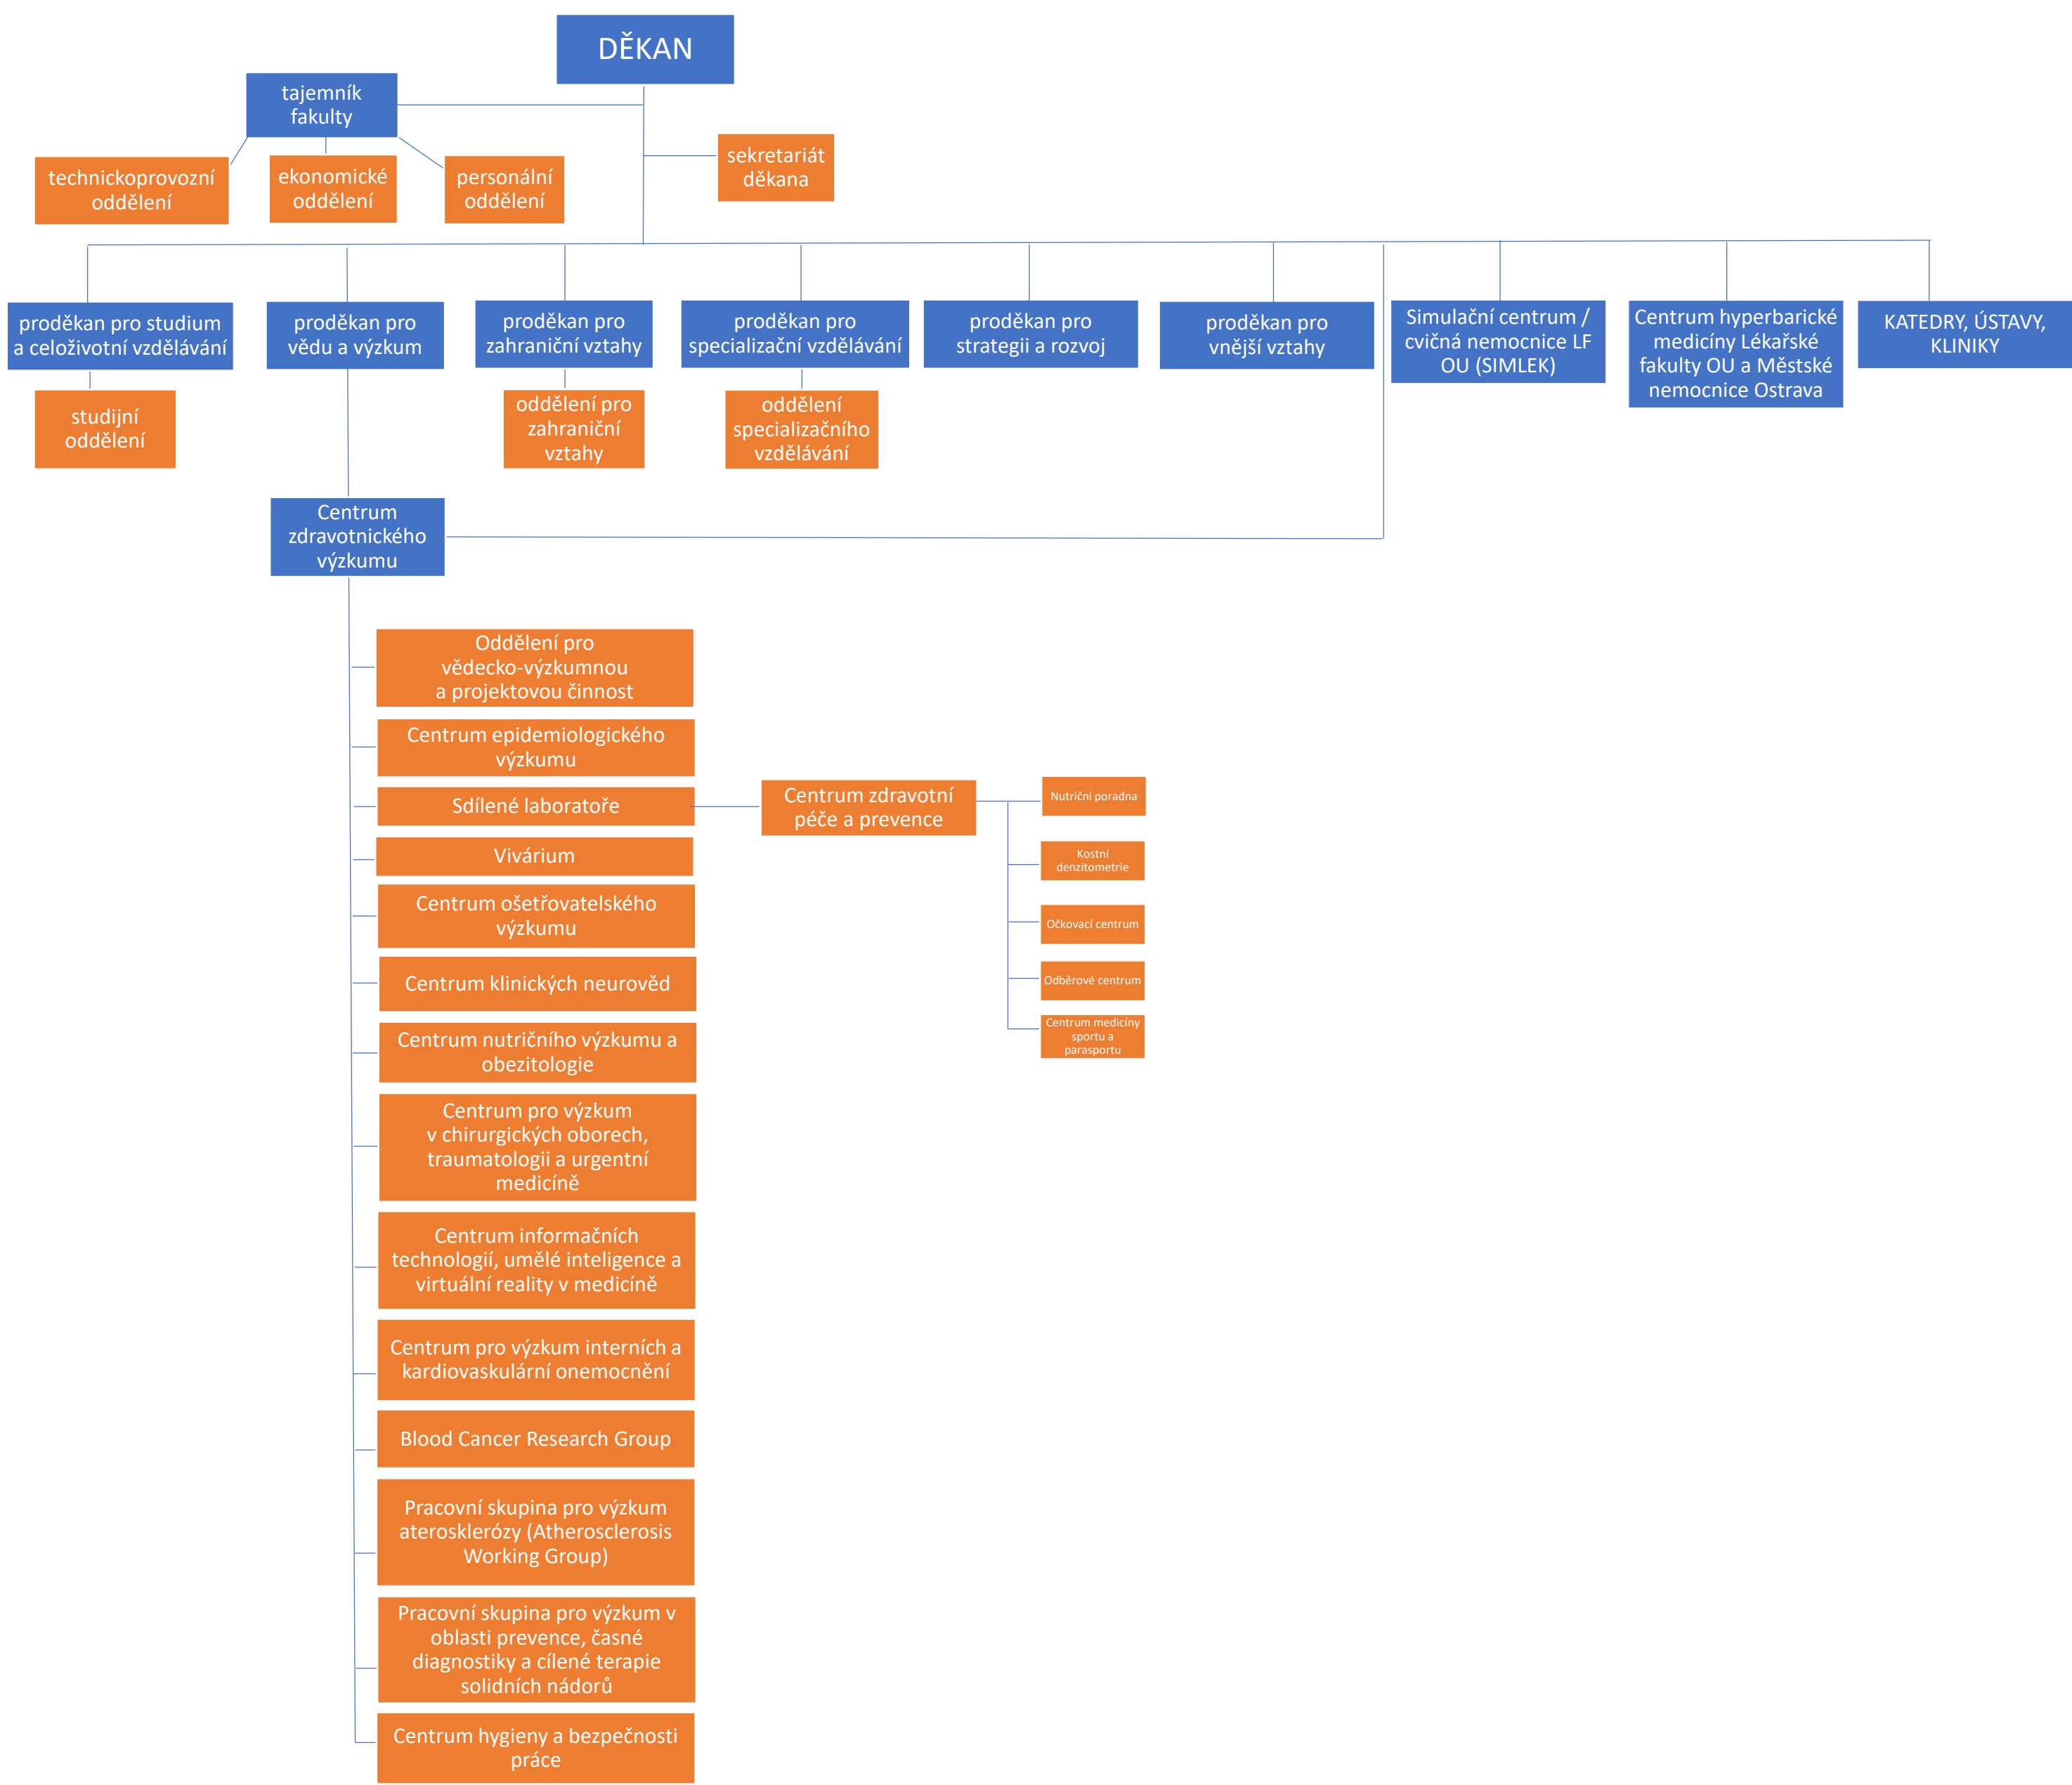 DĚKAN
tajemník
fakulty
sekretariát
děkana
technickoprovozní
oddělení
ekonomické
oddělení
personální
oddělení
proděkan pro studium
a celoživotní vzdělávání
proděkan pro
vědu a výzkum
proděkan pro
zahraniční vztahy
proděkan pro
specializační vzdělávání
proděkan pro
strategii a rozvoj
proděkan pro
vnější vztahy
Simulační centrum /
cvičná nemocnice LF
OU (SIMLEK)
Centrum hyperbarické
medicíny Lékařské
fakulty OU a Městské
nemocnice Ostrava
KATEDRY, ÚSTAVY,
KLINIKY
studijní
oddělení
oddělení pro
zahraniční
vztahy
oddělení
specializačního
vzdělávání
Centrum
zdravotnického
výzkumu
Oddělení pro
vědecko-výzkumnou
a projektovou činnost
Centrum epidemiologického
výzkumu
Sdílené laboratoře
Centrum zdravotní
péče a prevence
Nutriční poradna
Kostní
denzitometrie
Očkovací centrum
Odběrové centrum
Centrum medicíny
sportu a
parasportu
Vivárium
Centrum ošetřovatelského
výzkumu
Centrum klinických neurověd
Centrum nutričního výzkumu a
obezitologie
Centrum pro výzkum
v chirurgických oborech,
traumatologii a urgentní
medicíně
Centrum informačních
technologií, umělé inteligence a
virtuální reality v medicíně
Centrum pro výzkum interních a
kardiovaskulární onemocnění
Blood Cancer Research Group
Pracovní skupina pro výzkum
aterosklerózy (Atherosclerosis
Working Group)
Pracovní skupina pro výzkum v
oblasti prevence, časné
diagnostiky a cílené terapie
solidních nádorů
Centrum hygieny a bezpečnosti
práce